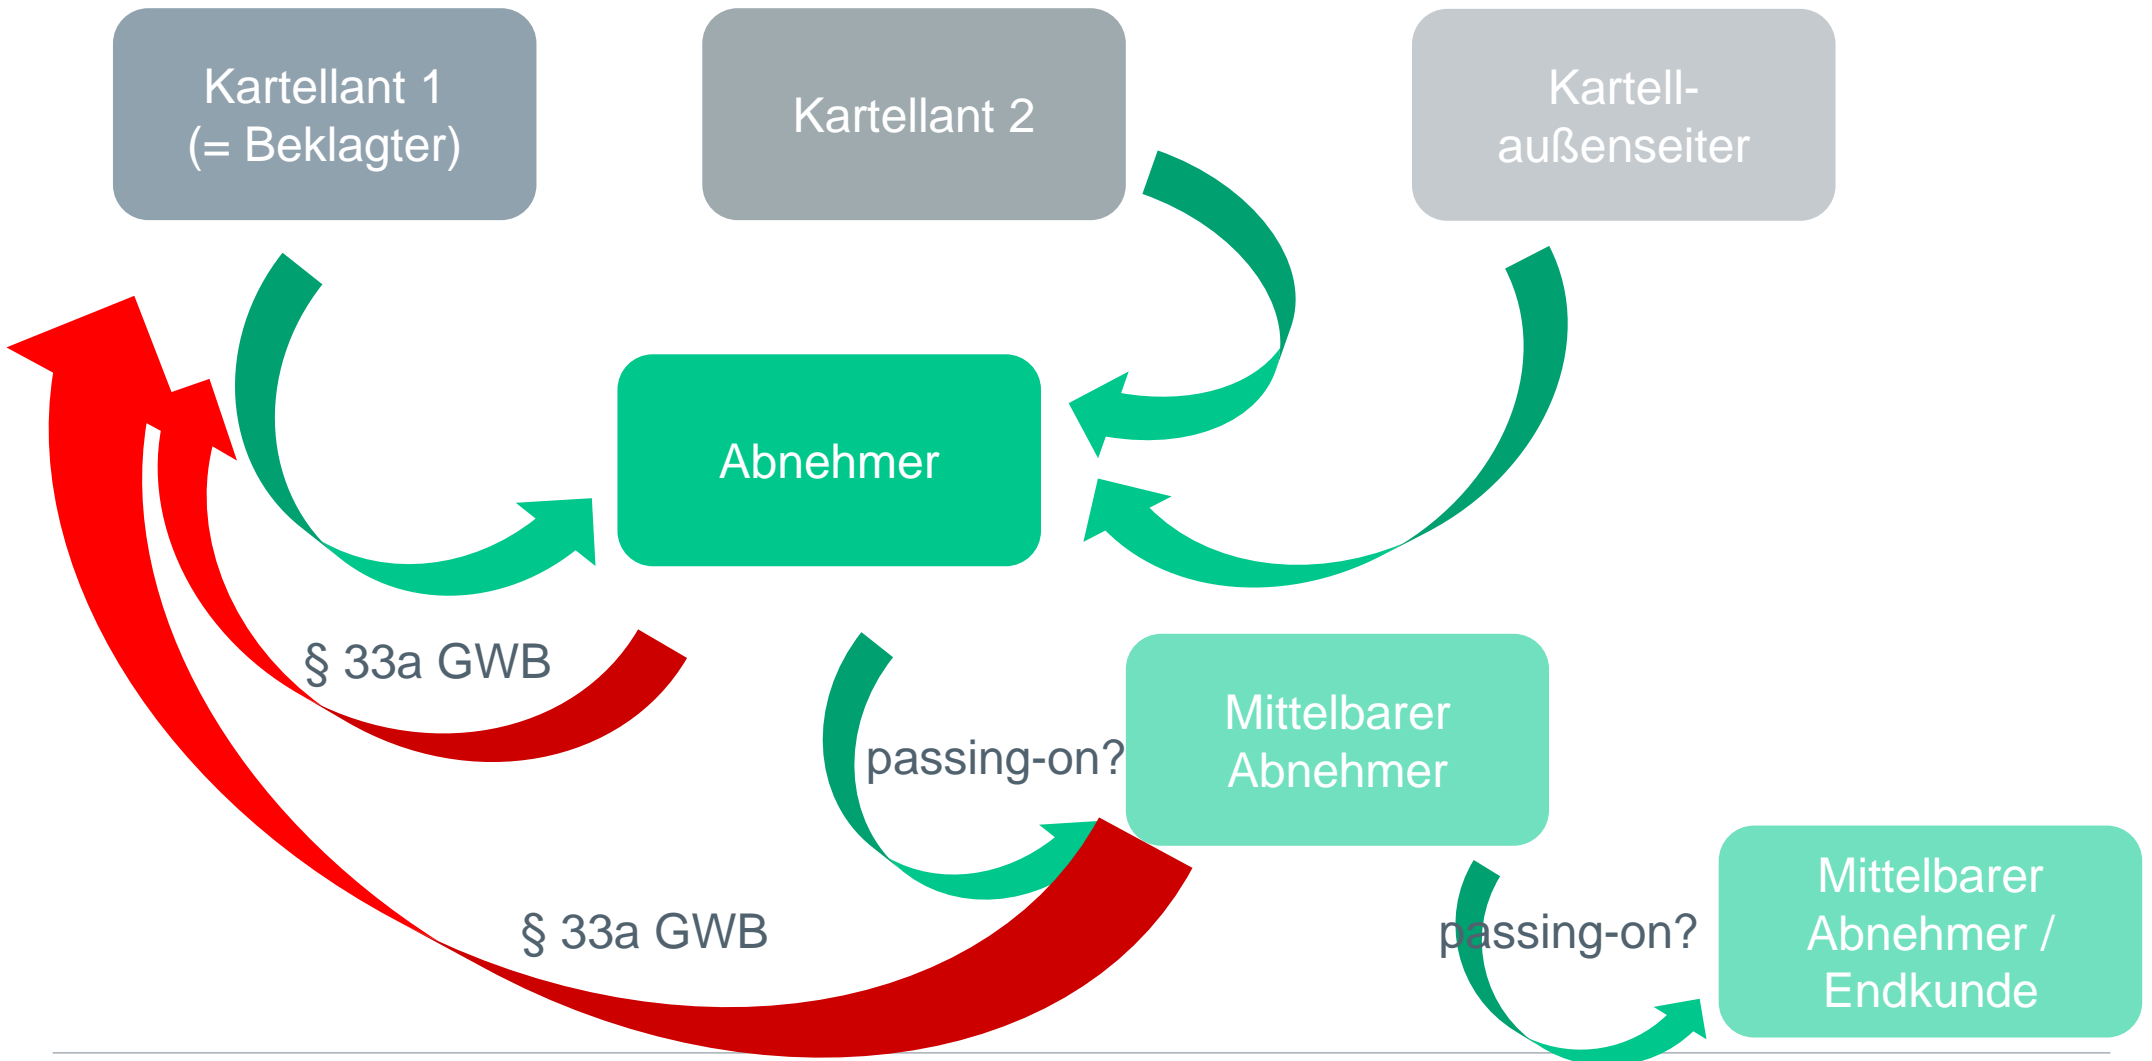 Kartellant 1
(= Beklagter)
Kartellant 2
Kartell-
außenseiter
Abnehmer
§ 33a GWB
passing-on?
Mittelbarer
Abnehmer
§ 33a GWB
passing-on?
Mittelbarer
Abnehmer /
Endkunde